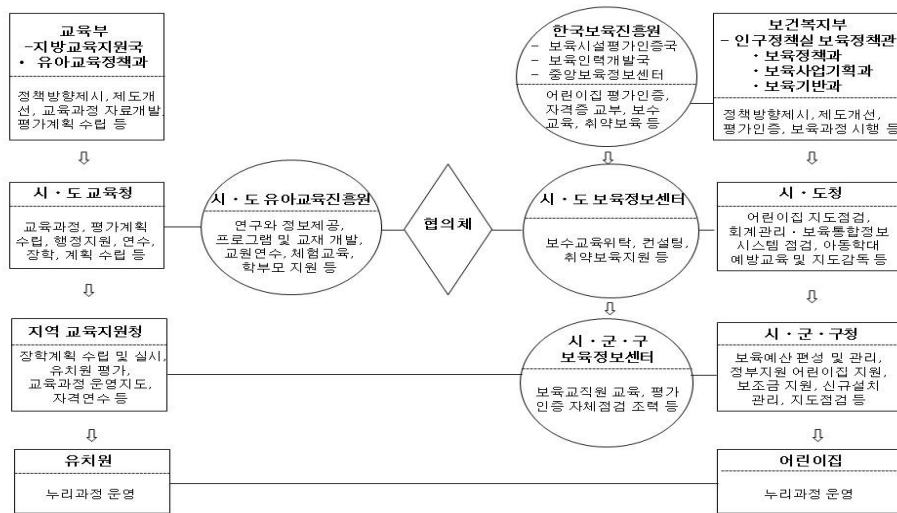 교육부
-지방교육지원국
• 유아교육정책과
정책방향제시, 제도개
선, 교육과정 자료개발,
평가계획 수립 등
한국보육진흥원
- 보육시설평가인증국
- 보육인력개발국
- 중앙보육정보센터
어린이집 평가인증,
자격증 교부, 보수
교육, 취약보육 등
보건복지부
- 인구정책실 보육정책관
・보육정책과
・보육사업기획과
・보육기반과
정책방향제시, 제도개선,
평가인증, 보육과정 시행 등
시・도 교육청
교육과정, 평가계획
수립, 행정지원, 연수,
장학, 계획 수립 등
시・도 유아교육진흥원
연구와 정보제공,
프로그램 및 교재 개발,
교원연수, 체험교육,
학부모 지원 등
협의체
시・도 보육정보센터
보수교육위탁, 컨설팅,
취약보육지원 등
시・도청
어린이집 지도점검,
회계관리・보육통합정보
시스템 점검, 아동학대
예방교육 및 지도감독 등
지역 교육지원청
장학계획 수립 및 실시,
유치원 평가,
교육과정 운영지도,
자격연수 등
시・군・구
보육정보센터
보육교직원 교육, 평가
인증 자체점검 조력 등
시・군・구청
보육예산 편성 및 관리,
정부지원 어린이집 지원,
보조금 지원, 신규설치
관리, 지도점검 등
유치원
누리과정 운영
어린이집
누리과정 운영